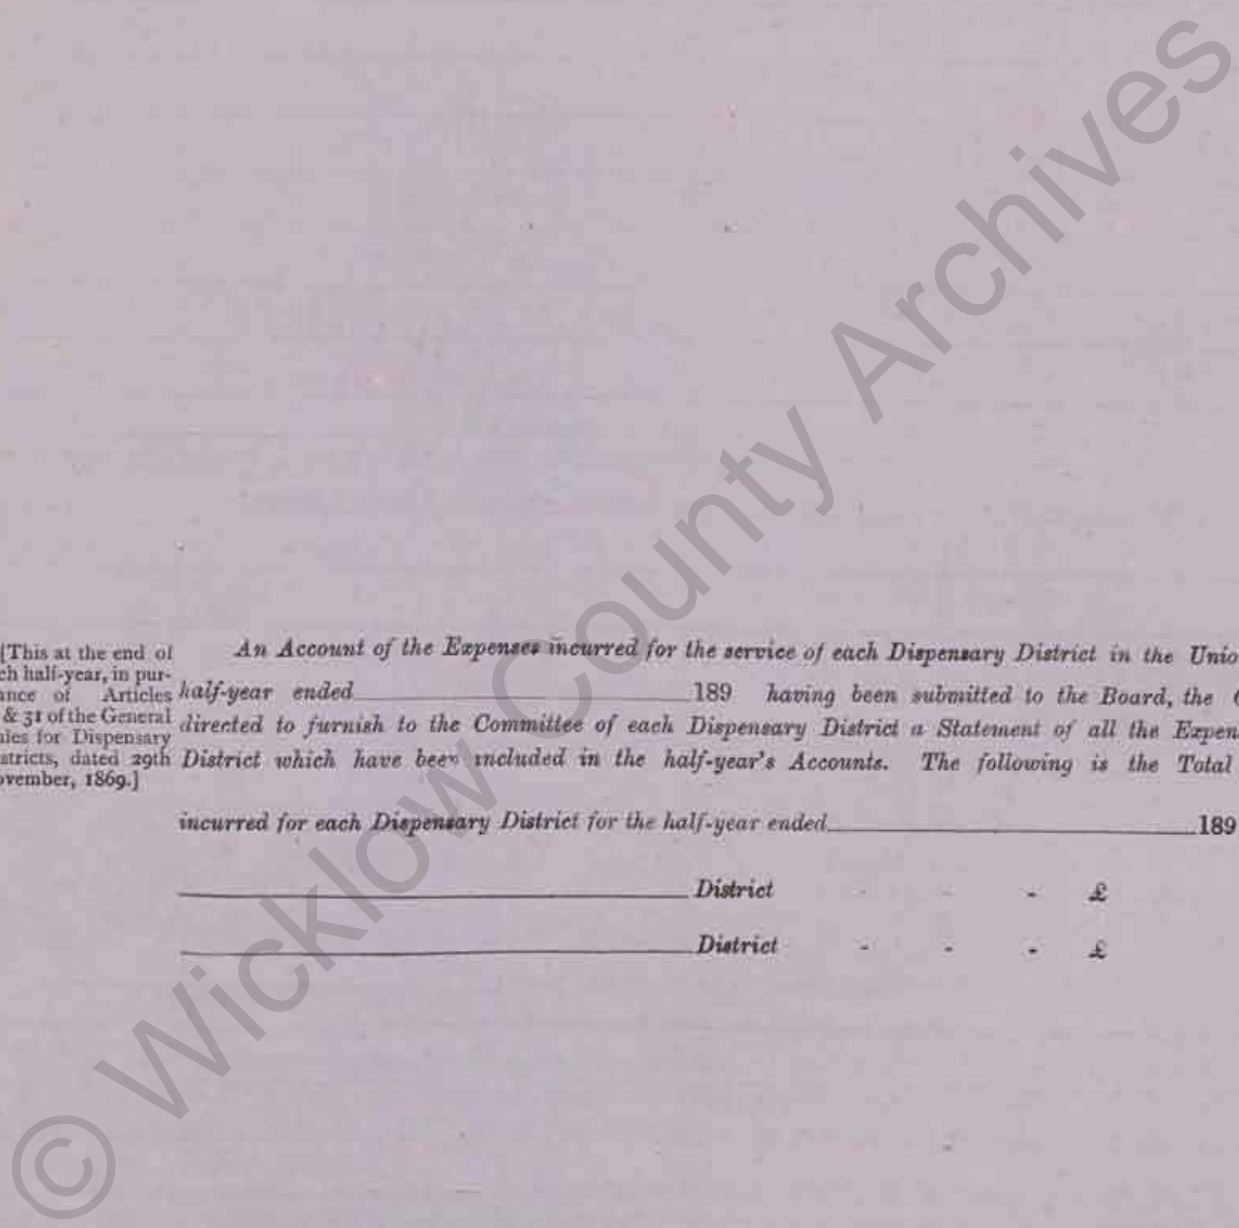 [This at the end of
ch half-year, in pur-
ance of Articles
& 31 of the General
les for Dispensary
stricts, dated 29th
ovember, 1869.]
An Account of the Expenses incurred for the service of each Dispensary District in the Unio
half-year ended 189 having been submitted to the Board, the
directed to furnish to the Committee of each Dispensary District a Statement of all the Expen
District which have been included in the half-year's Accounts. The following is the Total
incurred for each Dispensary District for the half-year ended 189
District - - - £
District - - - £
© Wicklow County Archives